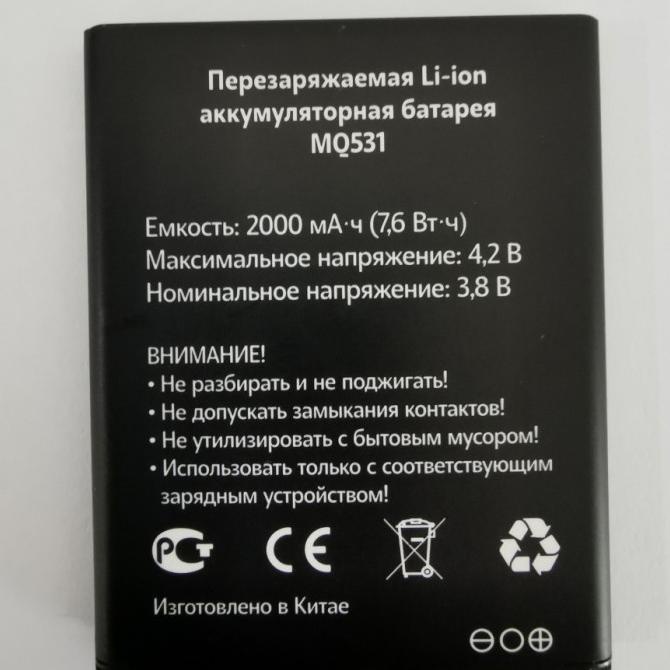 Перезаряжаемая Li-ion
аккумуляторная батарея
MQ531
Емкость: 2000 мА·ч (7,6 Вт·ч)
Максимальное напряжение: 4,2 В
Номинальное напряжение: 3,8 В
ВНИМАНИЕ!
• Не разбирать и не поджигать!
• Не допускать замыкания контактов!
• Не утилизировать с бытовым мусором!
• Использовать только с соответствующим
зарядным устройством!
РСТ CE
Изготовлено в Китае